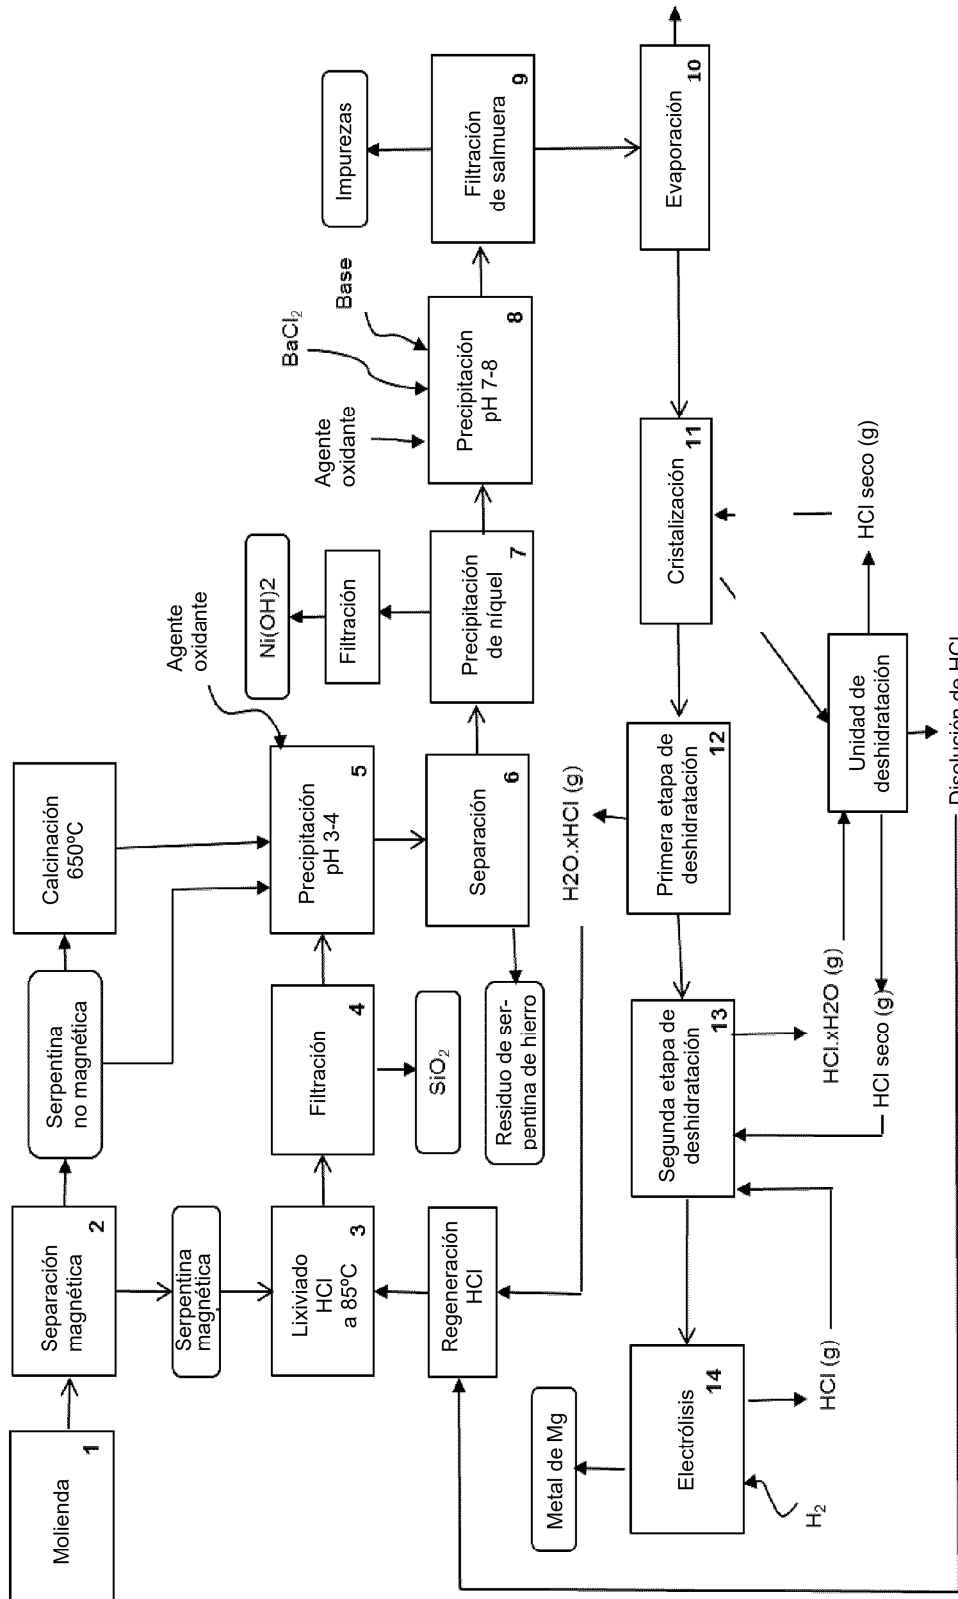 Molienda
1
Separación
magnética
2
Serpentina
no magnética
Calcinación
650ºC
Serpentina
magnética
Lixiviado
HCl
a 85ºC
3
Filtración
4
SiO₂
Precipitación
pH 3-4
5
Agente
oxidante
Regeneración
HCl
Residuo de ser-
pentina de hierro
Separación
6
Precipitación
de níquel
7
Filtración
Ni(OH)2
Agente
oxidante
BaCl₂
Base
Precipitación
pH 7-8
8
Filtración
de salmuera
9
Impurezas
H2O.xHCl (g)
Metal de Mg
Electrólisis
14
H₂
HCl (g)
Segunda etapa de
deshidratación
13
Primera etapa de
deshidratación
12
Cristalización
11
Evaporación
10
HCl.xH2O (g)
HCl seco (g)
Unidad de
deshidratación
HCl seco (g)
Disolución de HCl